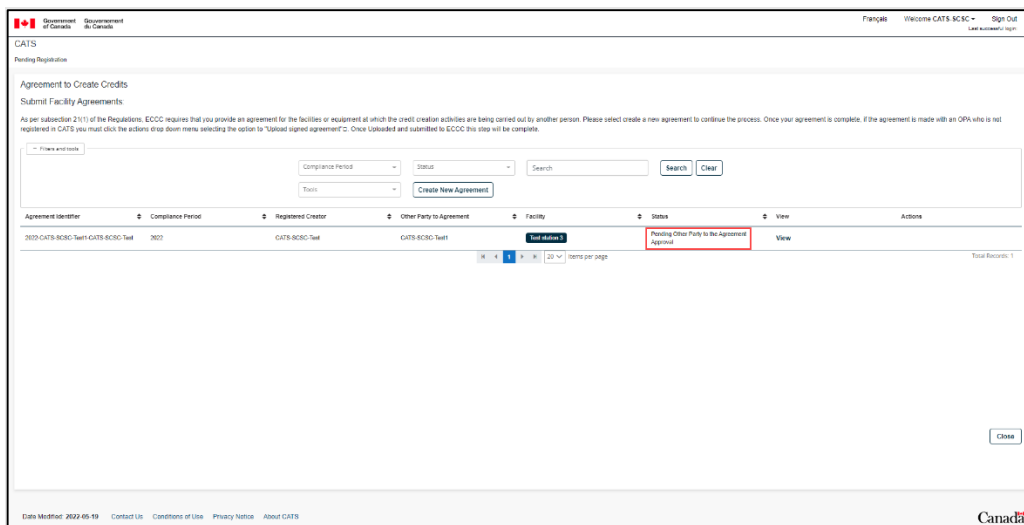 Government of Canada Gouvernement du Canada
Français Welcome CATS-SCSC Sign Out
Last successful login:
CATS
Pending Registration
Agreement to Create Credits
Submit Facility Agreements:
As per subsection 21(1) of the Regulations, ECCC requires that you provide an agreement for the facilities or equipment at which the credit creation activities are being carried out by another person. Please select create a new agreement to continue the process. Once your agreement is complete, if the agreement is made with an OPA who is not
registered in CATS you must click the actions drop down menu selecting the option to "Upload signed agreement"□. Once Uploaded and submitted to ECCC this step will be complete.
Filters and tools
Compliance Period Status Search Search Clear
Tools Create New Agreement
Agreement Identifier Compliance Period Registered Creator Other Party to Agreement Facility Status View Actions
2022-CATS-SCSC-Test1-CATS-SCSC-Test 2022 CATS-SCSC-Test CATS-SCSC-Test1 Test station 3 Pending Other Party to the Agreement Approval View
1 20 items per page Total Records: 1
Close
Date Modified: 2022-05-19 Contact Us Conditions of Use Privacy Notice About CATS
Canada